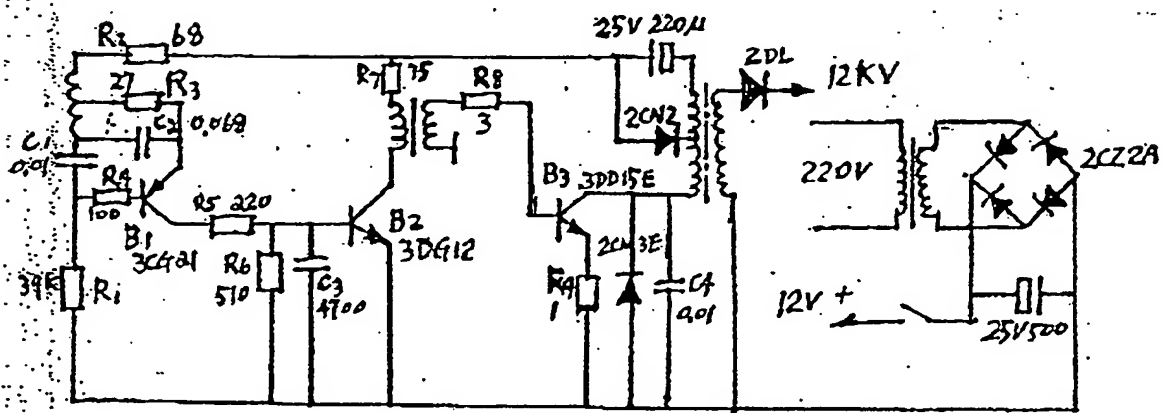 R2 68
25V 220μ
2DL
12KV
27 R3
R7 75
R8
3
2CN2
C2 0.068
C1
0.01
R4
100
B1
3CG21
R5 220
B2
3DG12
B3 3DD15E
220V
2CZ2A
39K R1
R6
510
C3
4700
1
2CN3E
C4
0.01
12V +
25V500